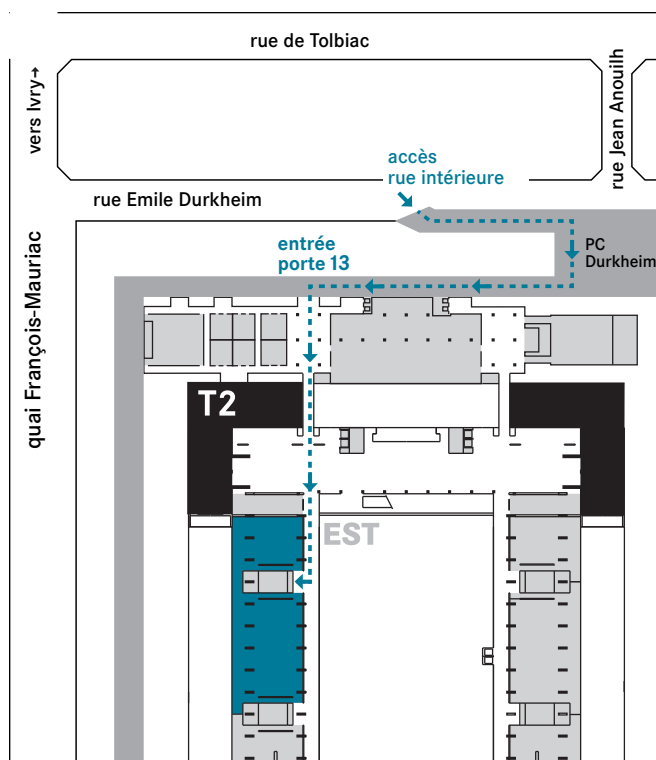 rue de Tolbiac
vers Ivry→
rue Jean Anouilh
accès
rue intérieure
rue Emile Durkheim
entrée
porte 13
PC
Durkheim
quai François-Mauriac
T2
EST